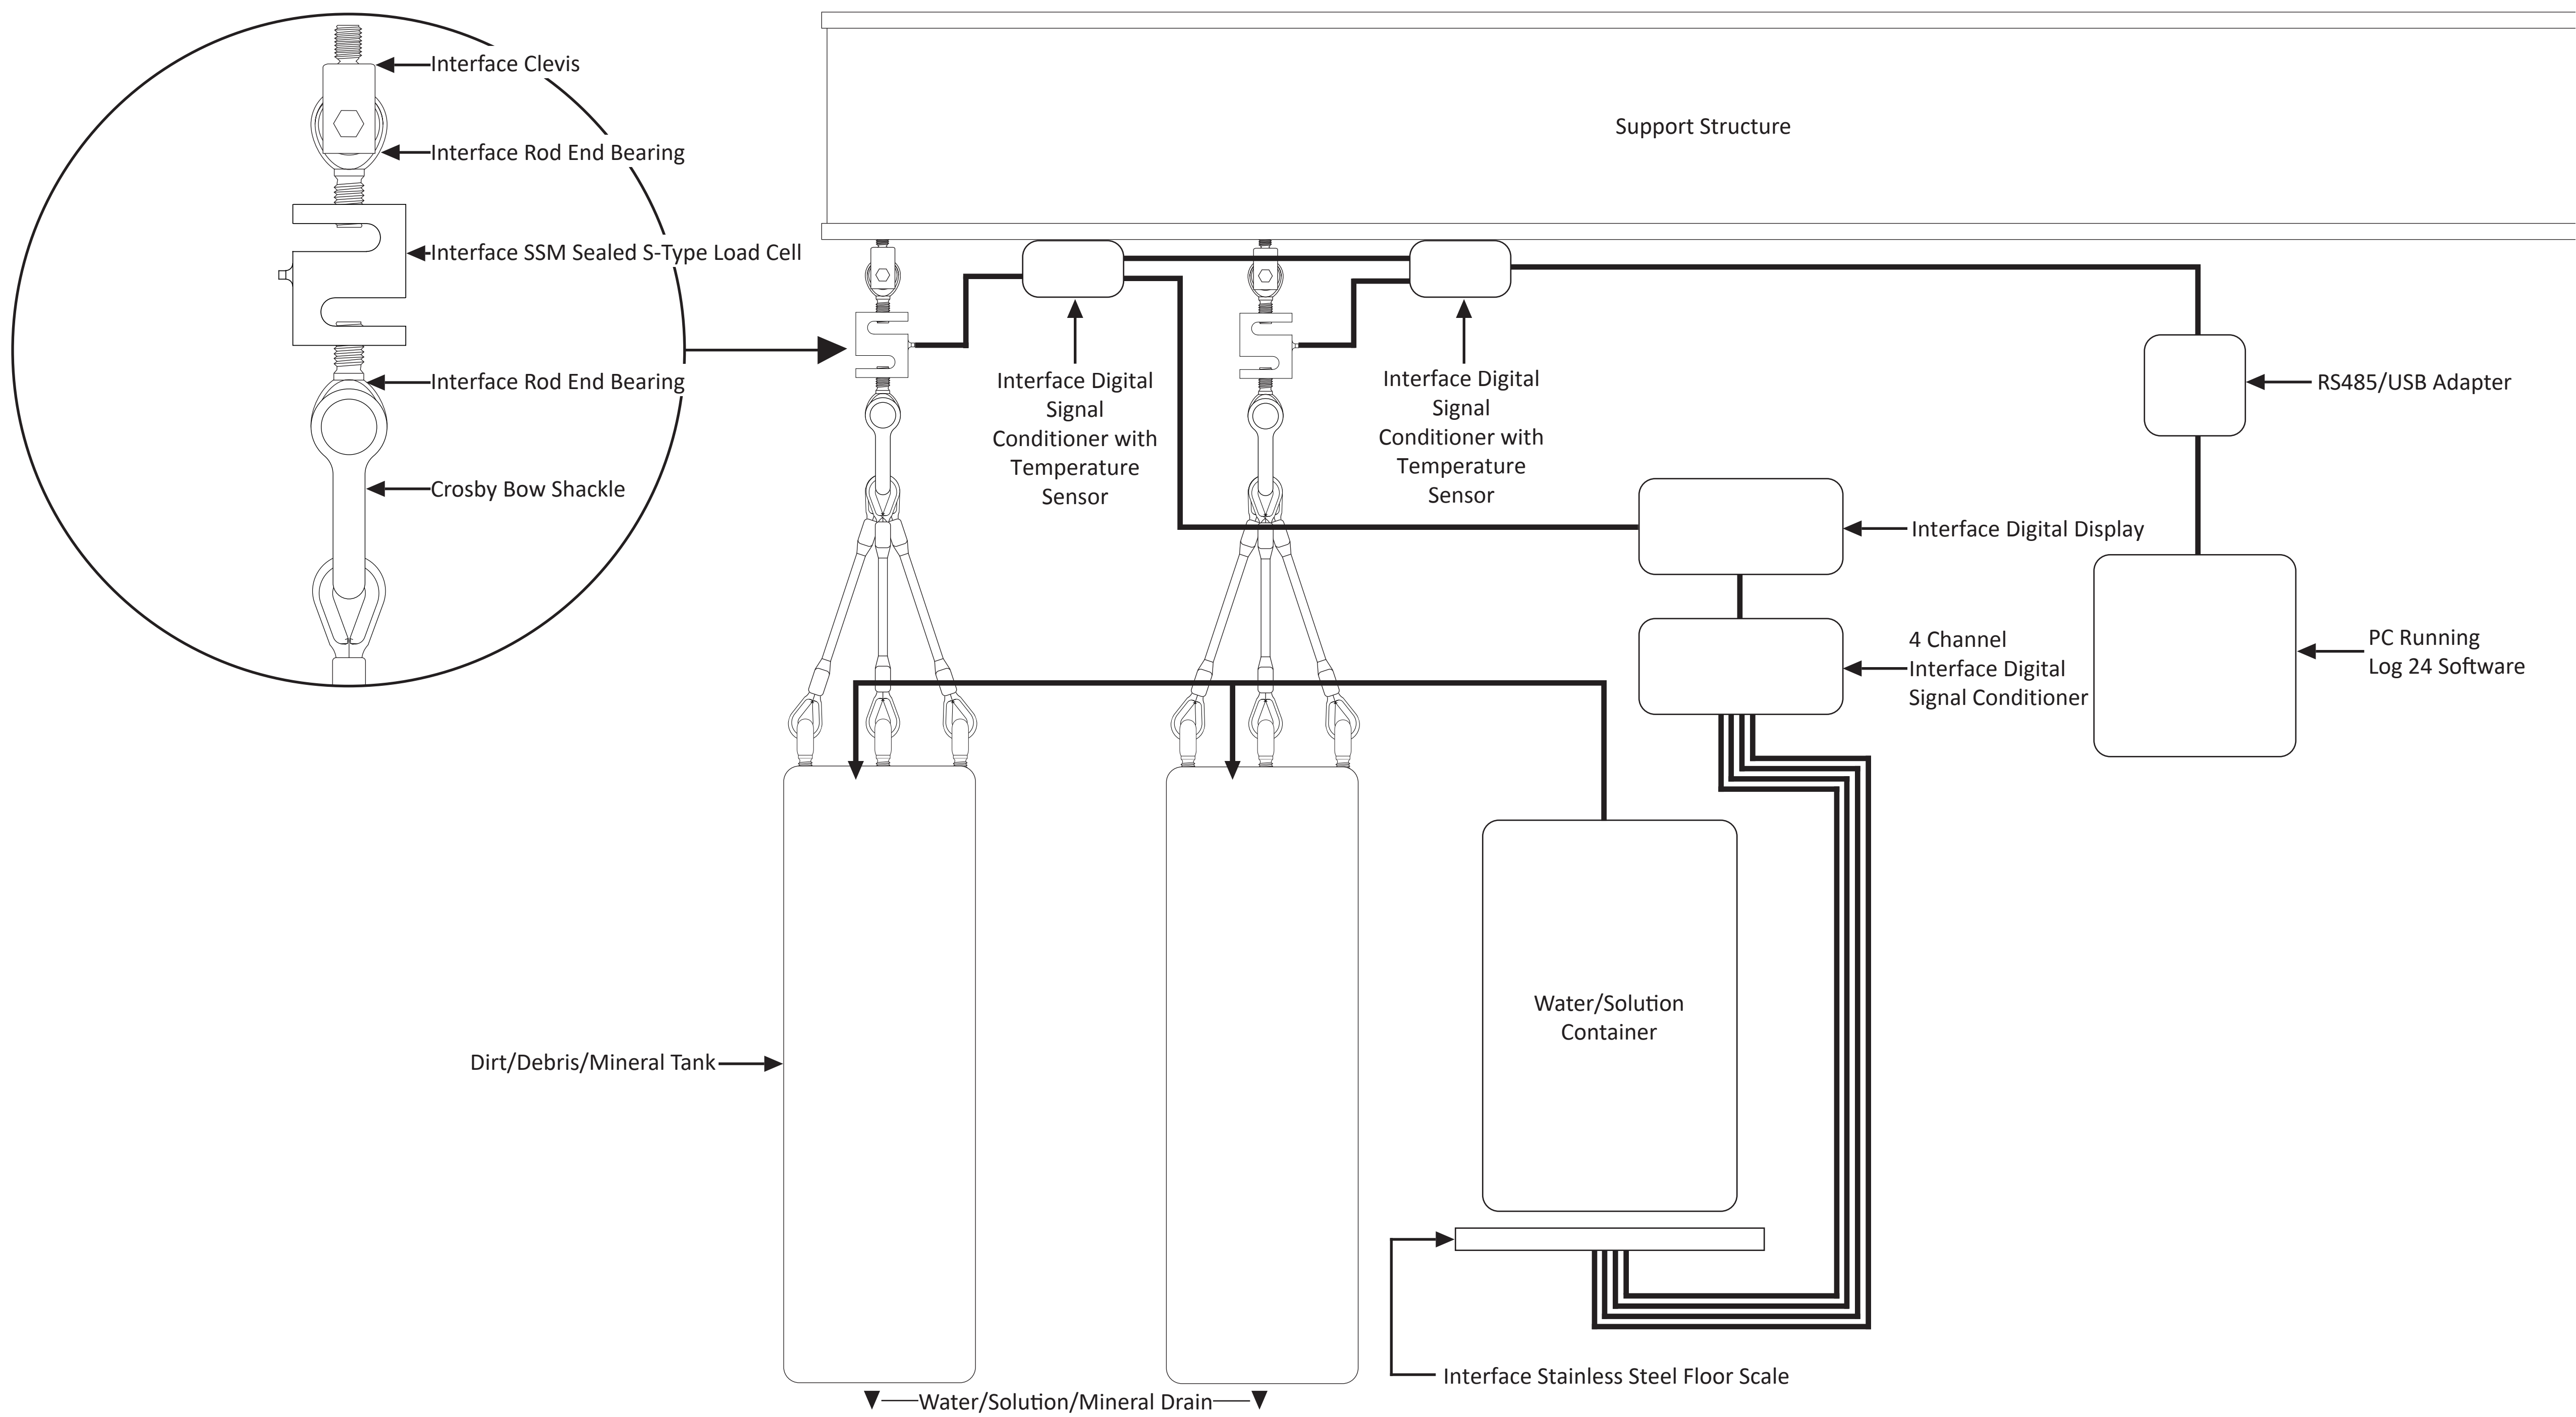 Interface Clevis
Interface Rod End Bearing
Interface SSM Sealed S-Type Load Cell
Interface Rod End Bearing
Crosby Bow Shackle
Support Structure
Interface Digital
Signal
Conditioner with
Temperature
Sensor
Interface Digital
Signal
Conditioner with
Temperature
Sensor
RS485/USB Adapter
Interface Digital Display
4 Channel
Interface Digital
Signal Conditioner
PC Running
Log 24 Software
Water/Solution
Container
Dirt/Debris/Mineral Tank
Interface Stainless Steel Floor Scale
Water/Solution/Mineral Drain